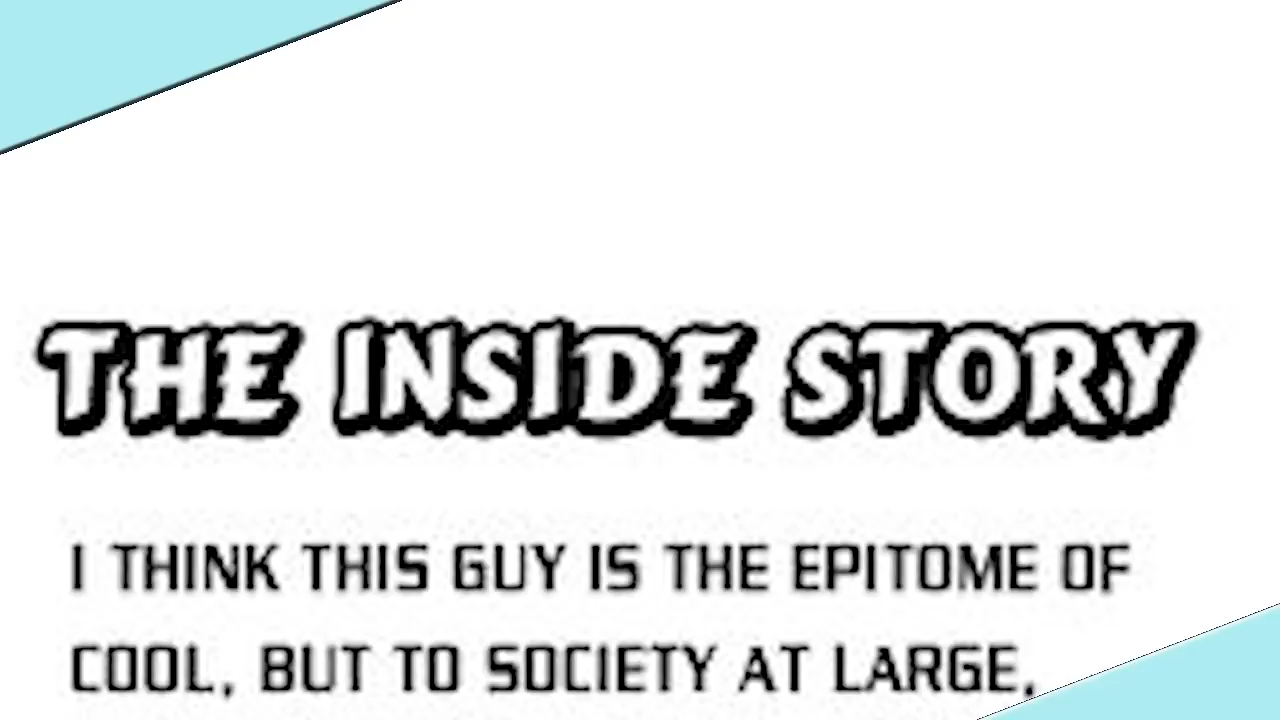 THE INSIDE STORY
I THINK THIS GUY IS THE EPITOME OF
COOL, BUT TO SOCIETY AT LARGE,